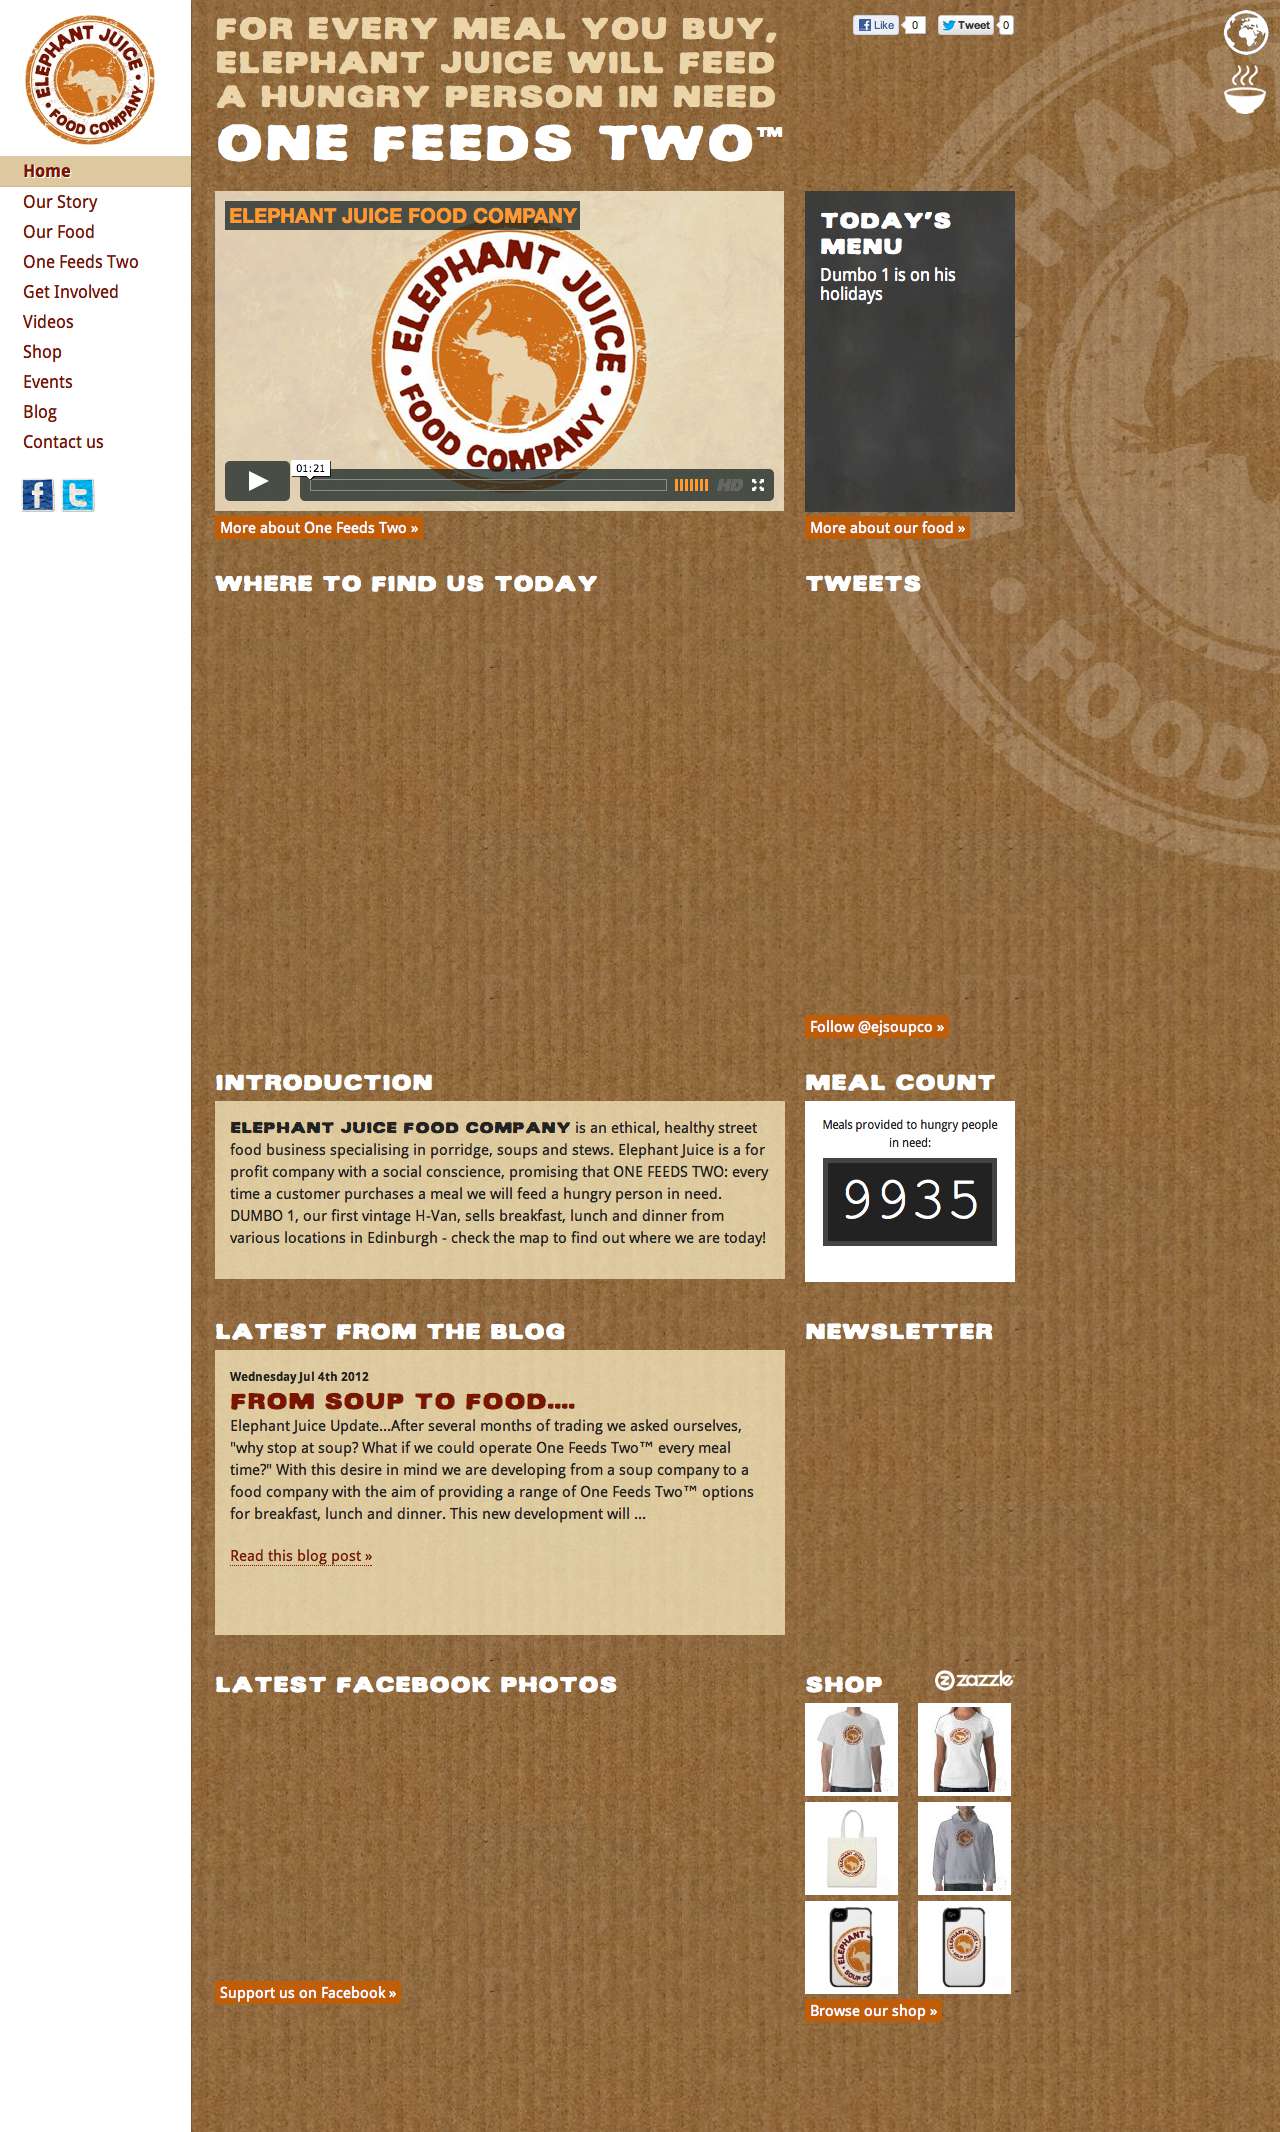 ELEPHANT JUICE
FOOD COMPANY
Home
Our Story
Our Food
One Feeds Two
Get Involved
Videos
Shop
Events
Blog
Contact us
FOR EVERY MEAL YOU BUY,
ELEPHANT JUICE WILL FEED
A HUNGRY PERSON IN NEED
ONE FEEDS TWO™
Like 0
Tweet 0
ELEPHANT JUICE FOOD COMPANY
ELEPHANT JUICE
FOOD COMPANY
01:21
HD
More about One Feeds Two »
TODAY'S
MENU
Dumbo 1 is on his
holidays
More about our food »
WHERE TO FIND US TODAY
TWEETS
FOOD
Follow @ejsoupco »
INTRODUCTION
ELEPHANT JUICE FOOD COMPANY is an ethical, healthy street
food business specialising in porridge, soups and stews. Elephant Juice is a for
profit company with a social conscience, promising that ONE FEEDS TWO: every
time a customer purchases a meal we will feed a hungry person in need.
DUMBO 1, our first vintage H-Van, sells breakfast, lunch and dinner from
various locations in Edinburgh - check the map to find out where we are today!
MEAL COUNT
Meals provided to hungry people
in need:
9935
LATEST FROM THE BLOG
Wednesday Jul 4th 2012
FROM SOUP TO FOOD....
Elephant Juice Update...After several months of trading we asked ourselves,
"why stop at soup? What if we could operate One Feeds Two™ every meal
time?" With this desire in mind we are developing from a soup company to a
food company with the aim of providing a range of One Feeds Two™ options
for breakfast, lunch and dinner. This new development will ...
Read this blog post »
NEWSLETTER
LATEST FACEBOOK PHOTOS
Support us on Facebook »
SHOP
zazzle
ELEPHANT JUICE
SOUP COMPANY
Browse our shop »